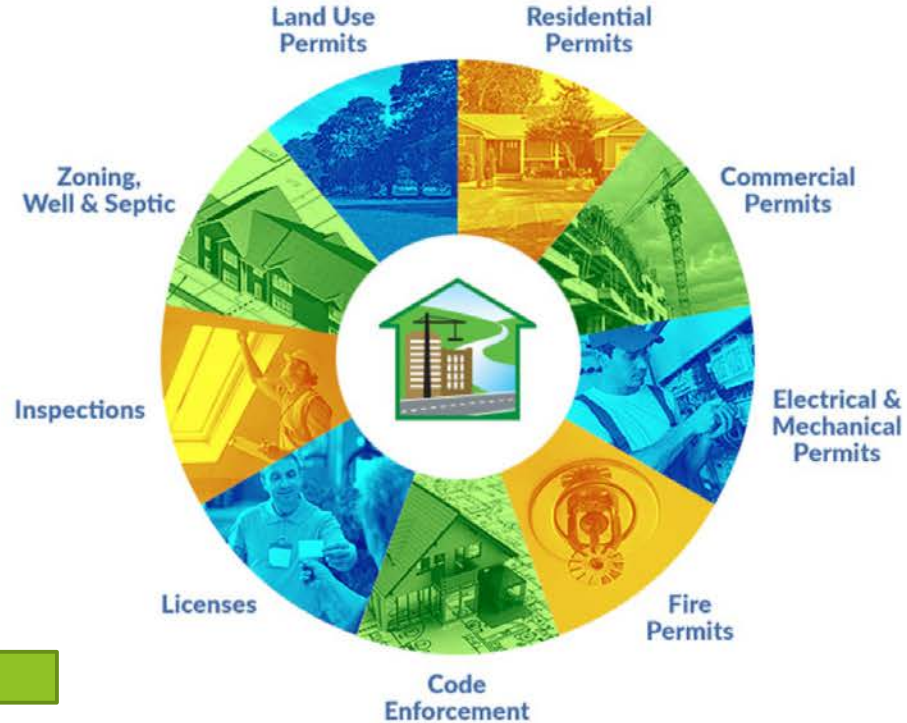 Land Use
Permits
Residential
Permits
Commercial
Permits
Electrical &
Mechanical
Permits
Fire
Permits
Code
Enforcement
Licenses
Inspections
Zoning,
Well & Septic